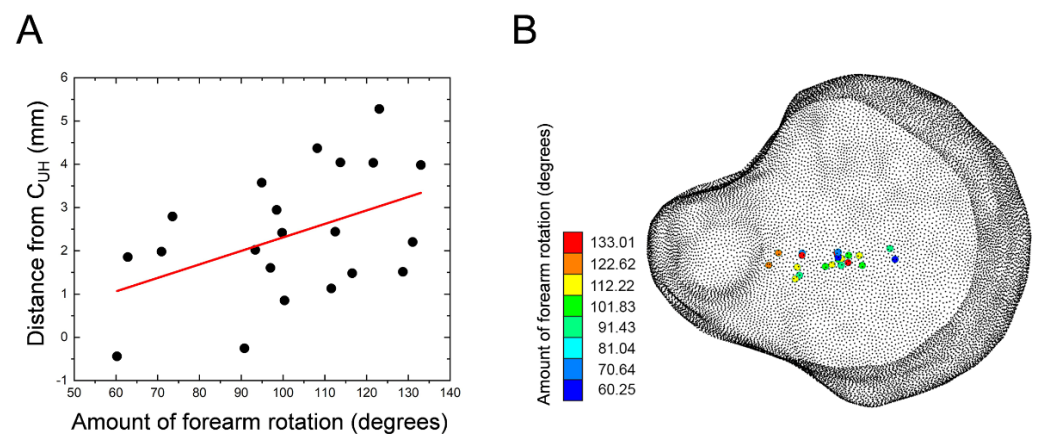 A
B
6
5
4
3
2
1
0
-1
50 60 70 80 90 100 110 120 130 140
Distance from CUH (mm)
Amount of forearm rotation (degrees)
Amount of forearm rotation (degrees)
133.01
122.62
112.22
101.83
91.43
81.04
70.64
60.25